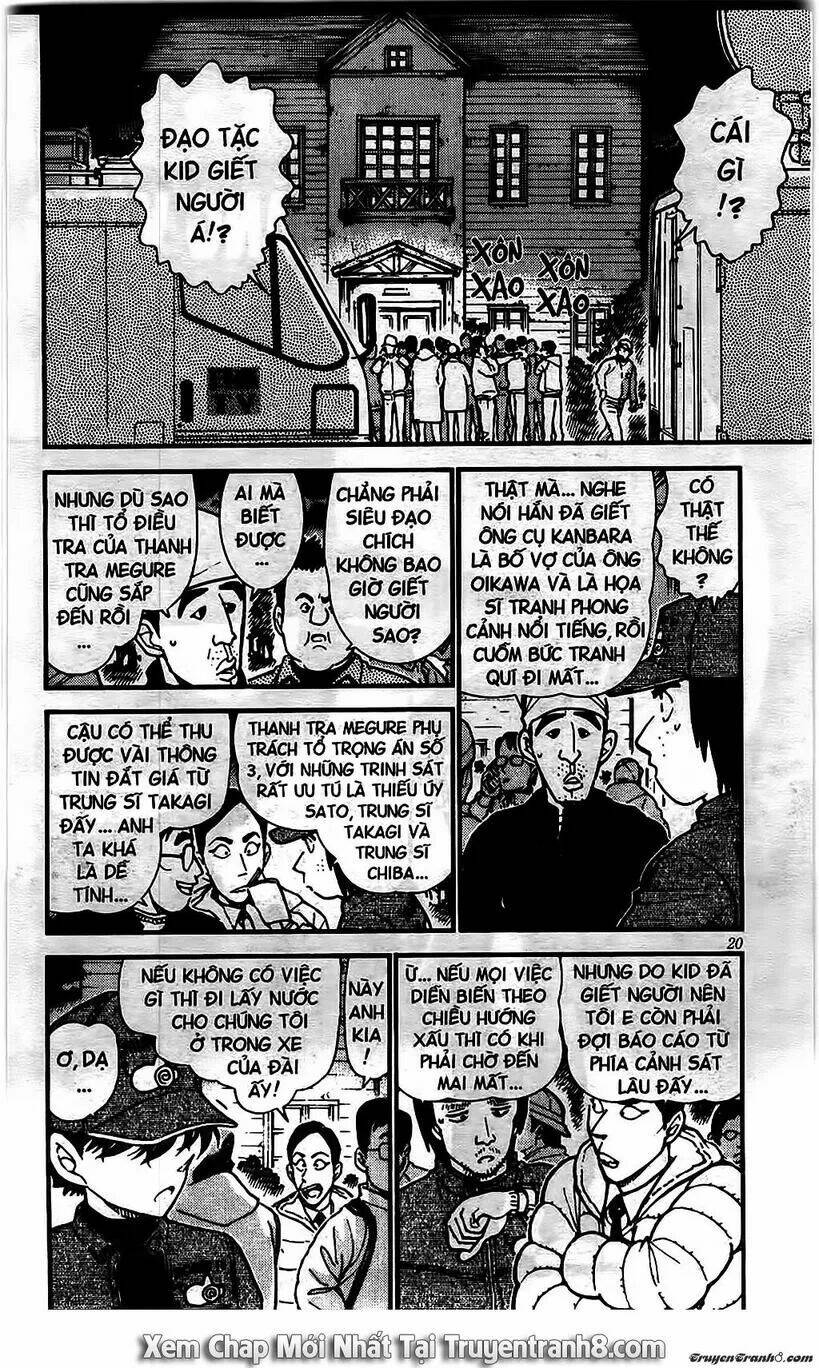 CÁI
GÌ
!?
ĐẠO TẶC
KID GIẾT
NGƯỜI
Á!?
XÔN
XAO
XÔN
XAO
CÓ
THẬT
THẾ
KHÔNG
?
THẬT MÀ... NGHE
NÓI HẮN ĐÃ GIẾT
ÔNG CỤ KANBARA
LÀ BỐ VỢ CỦA ÔNG
OIKAWA VÀ LÀ HỌA
SĨ TRANH PHONG
CẢNH NỔI TIẾNG, RỒI
CUỖM BỨC TRANH
QUÍ ĐI MẤT...
CHẲNG PHẢI
SIÊU ĐẠO
CHÍCH
KHÔNG BAO
GIỜ GIẾT
NGƯỜI
SAO?
AI MÀ
BIẾT
ĐƯỢC
...
NHƯNG DÙ SAO
THÌ TỔ ĐIỀU
TRA CỦA THANH
TRA MEGURE
CŨNG SẮP
ĐẾN RỒI
...
THANH TRA MEGURE PHỤ
TRÁCH TỔ TRỌNG ÁN SỐ
3, VỚI NHỮNG TRINH SÁT
RẤT ƯU TÚ LÀ THIẾU ÚY
SATO, TRUNG SĨ
TAKAGI VÀ
TRUNG SĨ
CHIBA...
CẬU CÓ THỂ THU
ĐƯỢC VÀI THÔNG
TIN ĐẮT GIÁ TỪ
TRUNG SĨ TAKAGI
ĐẤY... ANH
TA KHÁ
LÀ DỄ
TÍNH...
20
NHƯNG DO KID ĐÃ
GIẾT NGƯỜI NÊN
TÔI E CÒN PHẢI
ĐỢI BÁO CÁO TỪ
PHÍA CẢNH SÁT
LÂU ĐẤY...
Ừ... NẾU MỌI VIỆC
DIỄN BIẾN THEO
CHIỀU HƯỚNG
XẤU THÌ CÓ KHI
PHẢI CHỜ ĐẾN
MAI MẤT...
NÀY
ANH
KIA
!
NẾU KHÔNG CÓ VIỆC
GÌ THÌ ĐI LẤY NƯỚC
CHO CHÚNG TÔI
Ở TRONG XE
CỦA ĐÀI
ẤY!
Ơ, DẠ
...
Xem Chap Mới Nhất Tại Truyentranh8.com
TruyenTranh8.com